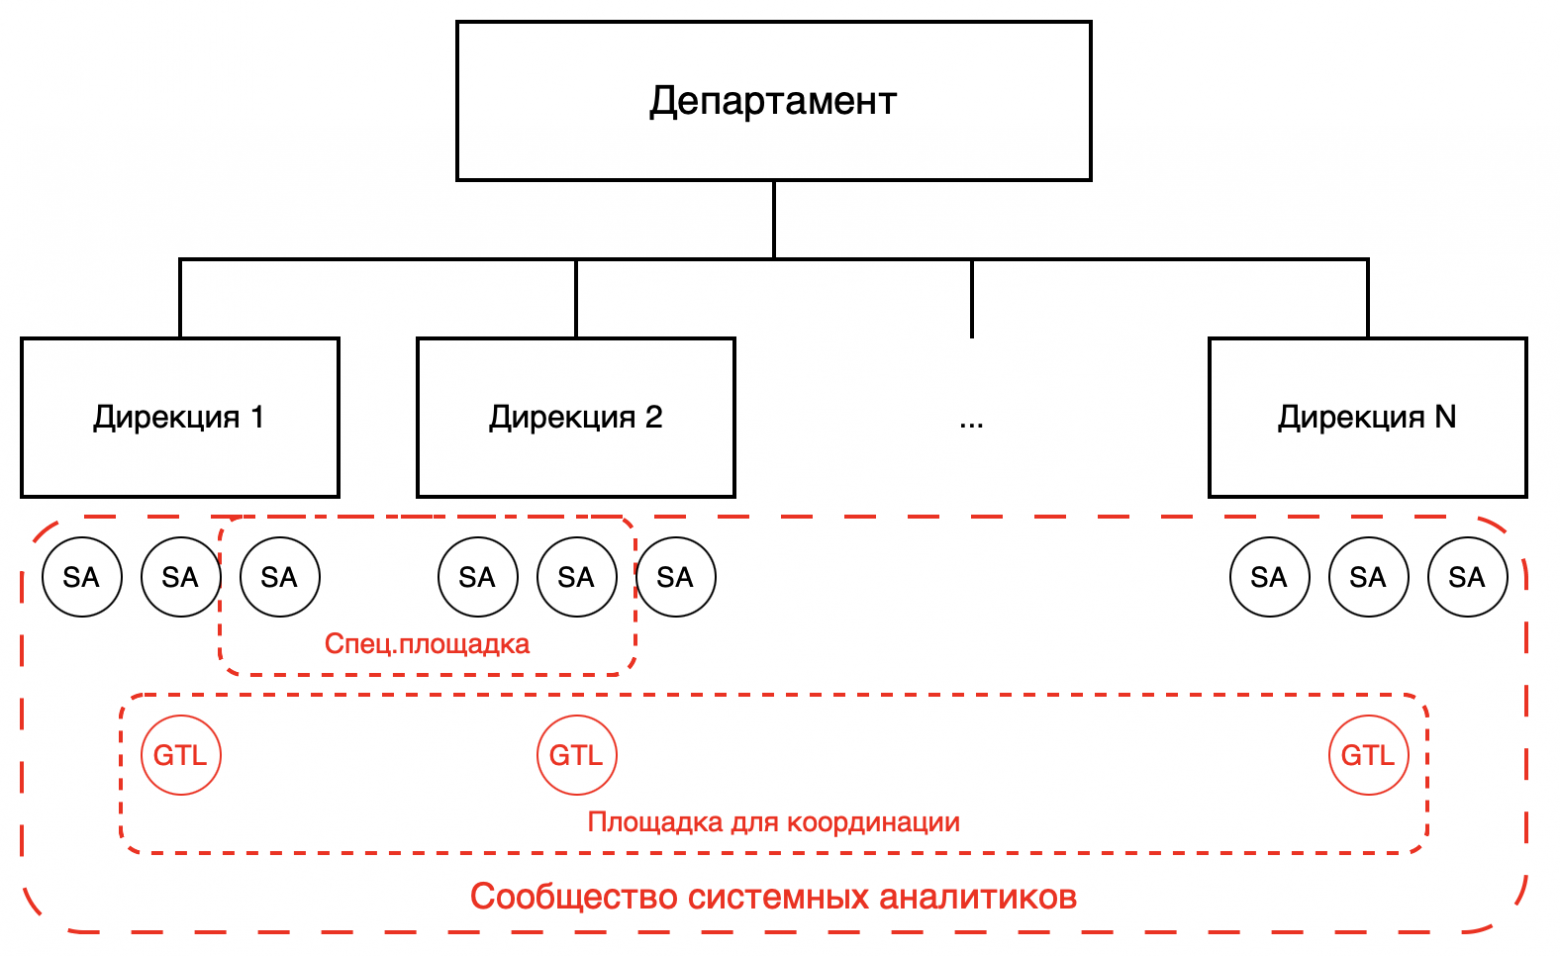 Департамент
Дирекция 1
Дирекция 2
...
Дирекция N
SA
SA
SA
SA
SA
SA
SA
SA
SA
Спец.площадка
GTL
GTL
GTL
Площадка для координации
Сообщество системных аналитиков